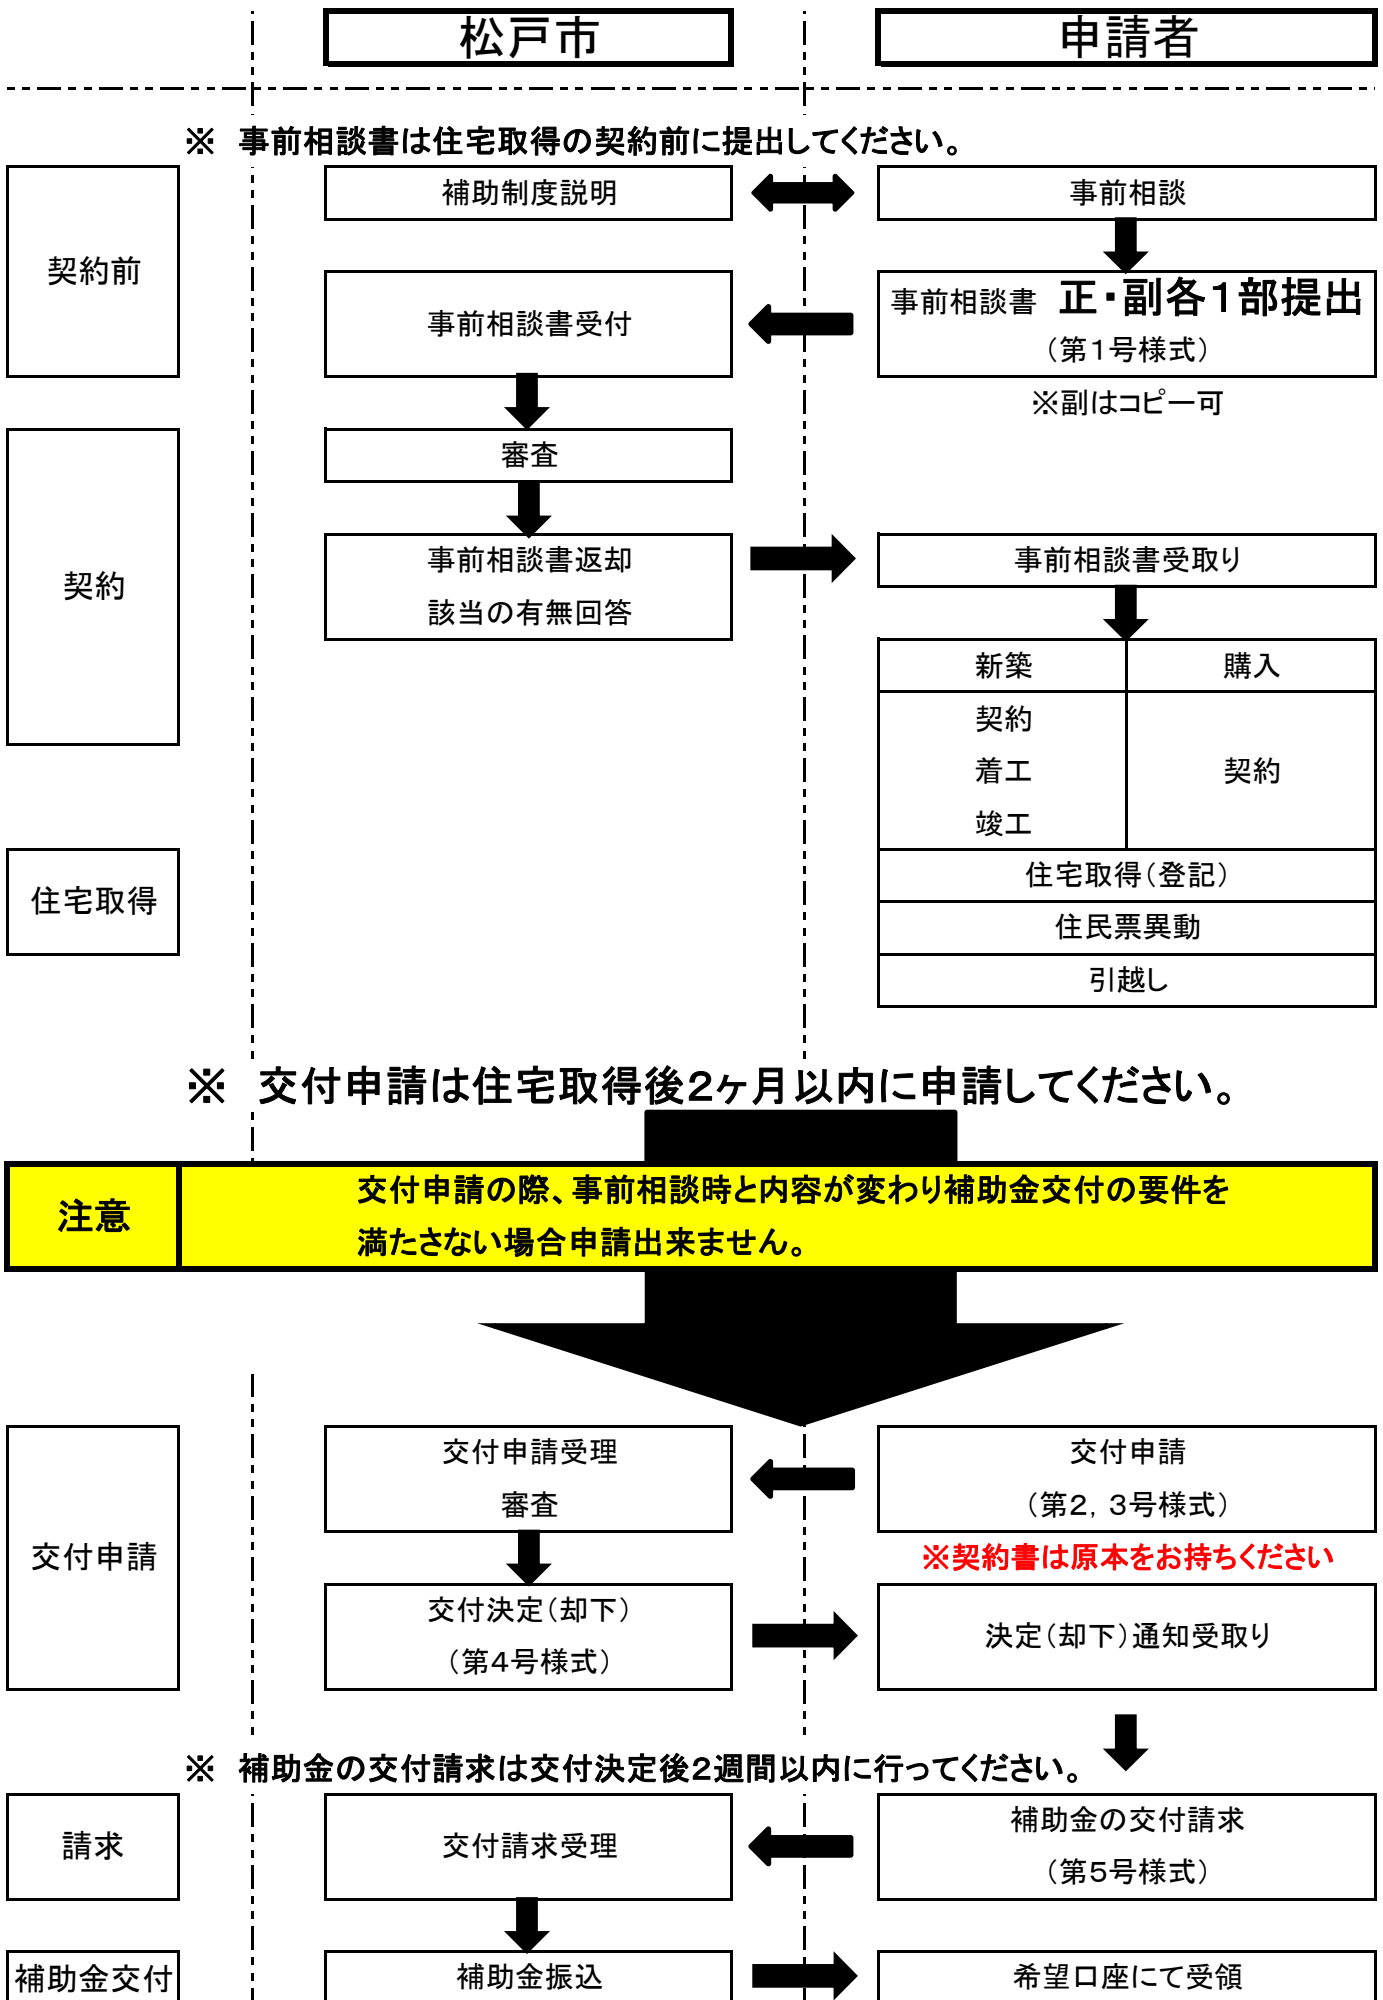 松戸市
申請者
※　事前相談書は住宅取得の契約前に提出してください。
契約前
補助制度説明
事前相談
事前相談書受付
事前相談書　正・副各１部提出
（第１号様式）
※副はコピー可
契約
審査
事前相談書返却
該当の有無回答
事前相談書受取り
新築
購入
契約
着工
竣工
契約
住宅取得
住宅取得（登記）
住民票異動
引越し
※　交付申請は住宅取得後２ヶ月以内に申請してください。
注意
交付申請の際、事前相談時と内容が変わり補助金交付の要件を
満たさない場合申請出来ません。
交付申請
交付申請受理
審査
交付申請
（第２，３号様式）
※契約書は原本をお持ちください
交付決定（却下）
（第４号様式）
決定（却下）通知受取り
※　補助金の交付請求は交付決定後２週間以内に行ってください。
請求
交付請求受理
補助金の交付請求
（第５号様式）
補助金交付
補助金振込
希望口座にて受領